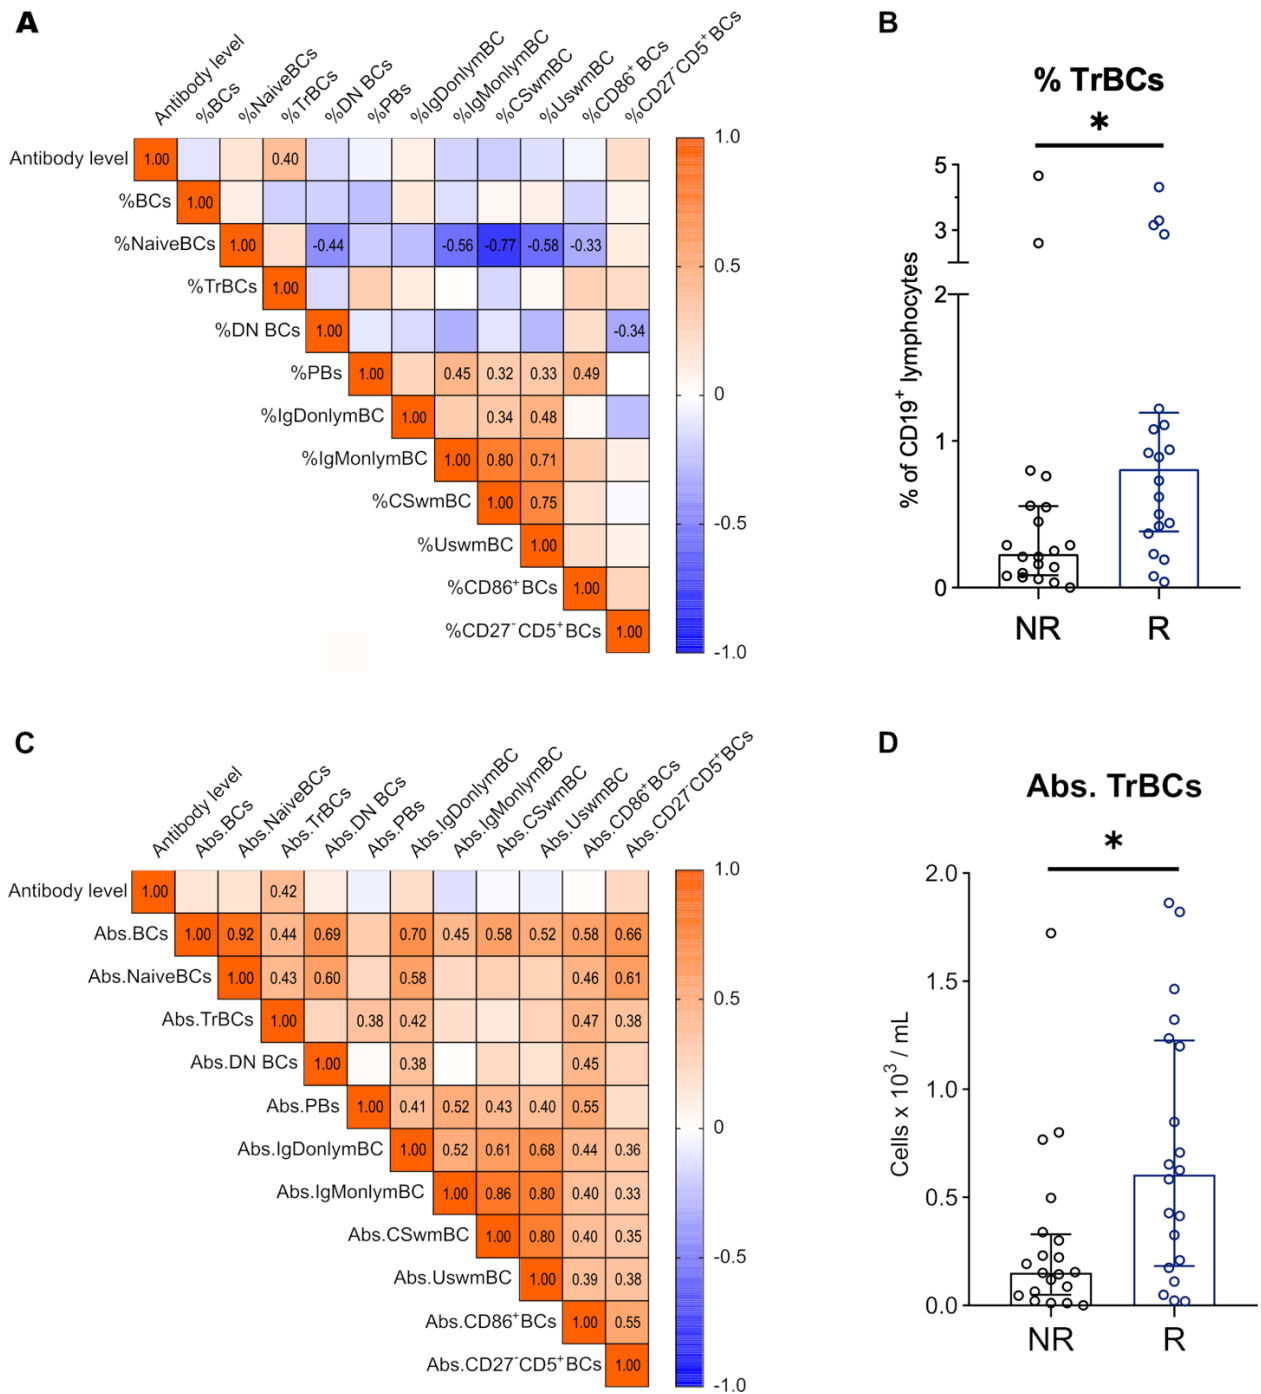 A
Antibody level
%BCs
%NaiveBCs
%TrBCs
%DN BCs
%PBs
%IgDonlymBC
%IgMonlymBC
%CSwmBC
%UswmBC
%CD86⁺ BCs
%CD27⁻CD5⁺BCs
Antibody level 1.00 0.40
%BCs 1.00
%NaiveBCs 1.00 -0.44 -0.56 -0.77 -0.58 -0.33
%TrBCs 1.00
%DN BCs 1.00 -0.34
%PBs 1.00 0.45 0.32 0.33 0.49
%IgDonlymBC 1.00 0.34 0.48
%IgMonlymBC 1.00 0.80 0.71
%CSwmBC 1.00 0.75
%UswmBC 1.00
%CD86⁺BCs 1.00
%CD27⁻CD5⁺BCs 1.00
1.0
0.5
0
-0.5
-1.0
B
% TrBCs
*
% of CD19⁺ lymphocytes
5
3
2
1
0
NR R
C
Antibody level
Abs.BCs
Abs.NaiveBCs
Abs.TrBCs
Abs.DN BCs
Abs.PBs
Abs.IgDonlymBC
Abs.IgMonlymBC
Abs.CSwmBC
Abs.UswmBC
Abs.CD86⁺BCs
Abs.CD27⁻CD5⁺BCs
Antibody level 1.00 0.42
Abs.BCs 1.00 0.92 0.44 0.69 0.70 0.45 0.58 0.52 0.58 0.66
Abs.NaiveBCs 1.00 0.43 0.60 0.58 0.46 0.61
Abs.TrBCs 1.00 0.38 0.42 0.47 0.38
Abs.DN BCs 1.00 0.38 0.45
Abs.PBs 1.00 0.41 0.52 0.43 0.40 0.55
Abs.IgDonlymBC 1.00 0.52 0.61 0.68 0.44 0.36
Abs.IgMonlymBC 1.00 0.86 0.80 0.40 0.33
Abs.CSwmBC 1.00 0.80 0.40 0.35
Abs.UswmBC 1.00 0.39 0.38
Abs.CD86⁺BCs 1.00 0.55
Abs.CD27⁻CD5⁺BCs 1.00
1.0
0.5
0
-0.5
-1.0
D
Abs. TrBCs
*
Cells x 10³ / mL
2.0
1.5
1.0
0.5
0.0
NR R